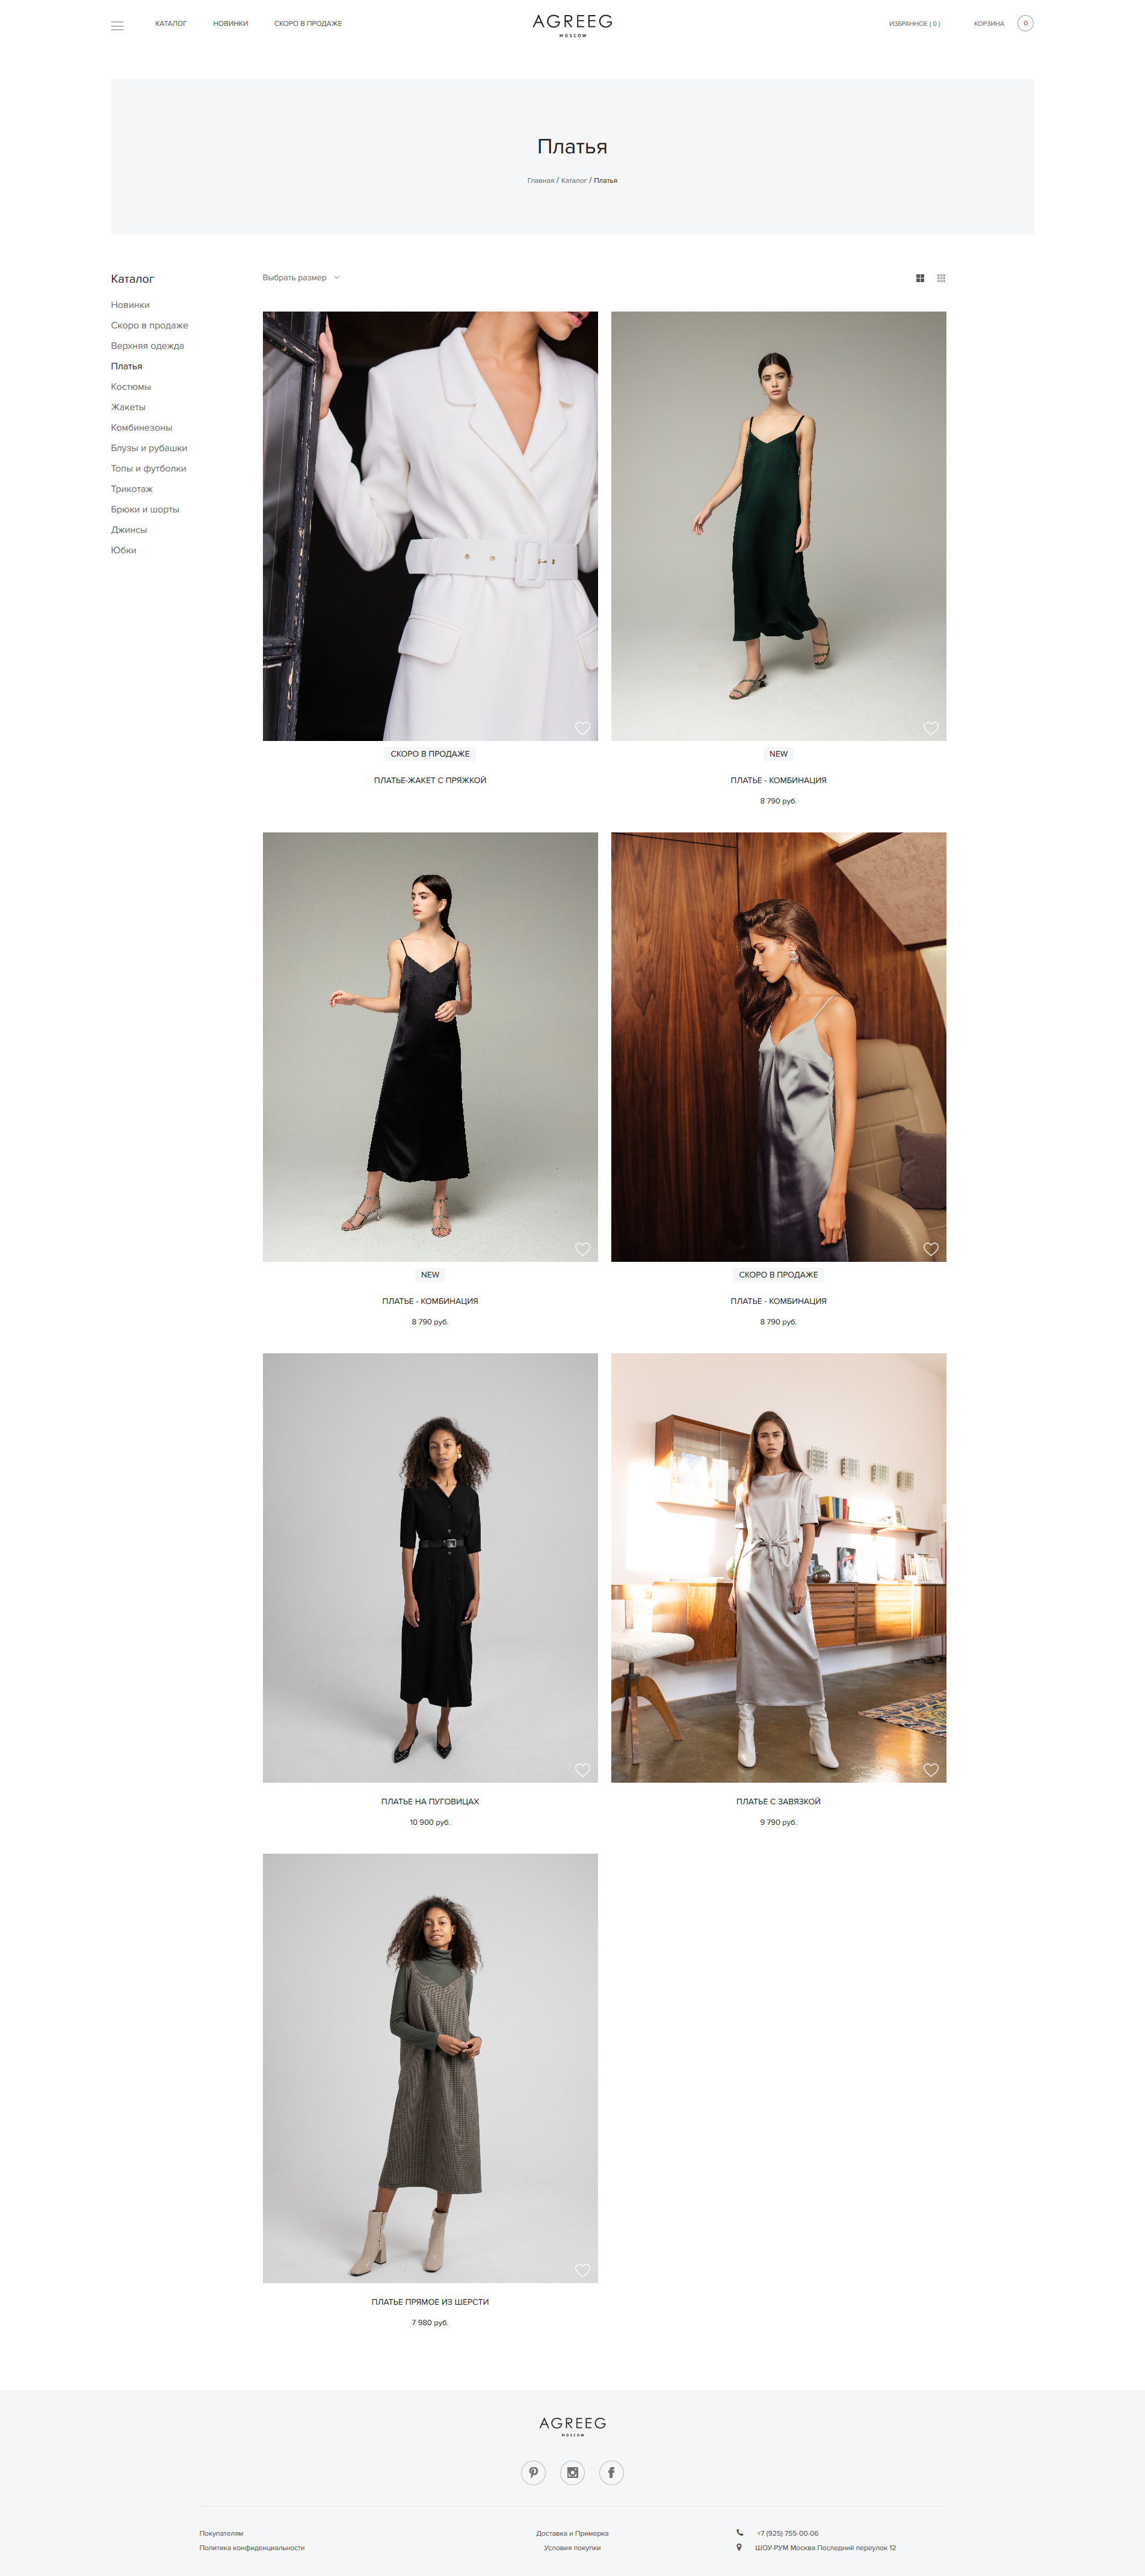 КАТАЛОГ НОВИНКИ СКОРО В ПРОДАЖЕ
AGREEG
MOSCOW
ИЗБРАННОЕ ( 0 ) КОРЗИНА 0
Платья
Главная / Каталог / Платья
Каталог
Новинки
Скоро в продаже
Верхняя одежда
Платья
Костюмы
Жакеты
Комбинезоны
Блузы и рубашки
Топы и футболки
Трикотаж
Брюки и шорты
Джинсы
Юбки
Выбрать размер
СКОРО В ПРОДАЖЕ
ПЛАТЬЕ-ЖАКЕТ С ПРЯЖКОЙ
NEW
ПЛАТЬЕ - КОМБИНАЦИЯ
8 790 руб.
NEW
ПЛАТЬЕ - КОМБИНАЦИЯ
8 790 руб.
СКОРО В ПРОДАЖЕ
ПЛАТЬЕ - КОМБИНАЦИЯ
8 790 руб.
ПЛАТЬЕ НА ПУГОВИЦАХ
10 900 руб.
ПЛАТЬЕ С ЗАВЯЗКОЙ
9 790 руб.
ПЛАТЬЕ ПРЯМОЕ ИЗ ШЕРСТИ
7 980 руб.
AGREEG
MOSCOW
Покупателям
Политика конфиденциальности
Доставка и Примерка
Условия покупки
+7 (925) 755-00-06
ШОУ-РУМ Москва Последний переулок 12